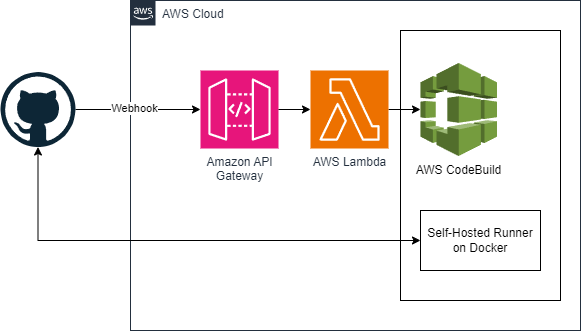 aws
AWS Cloud
Webhook
Amazon API
Gateway
AWS Lambda
AWS CodeBuild
Self-Hosted Runner
on Docker